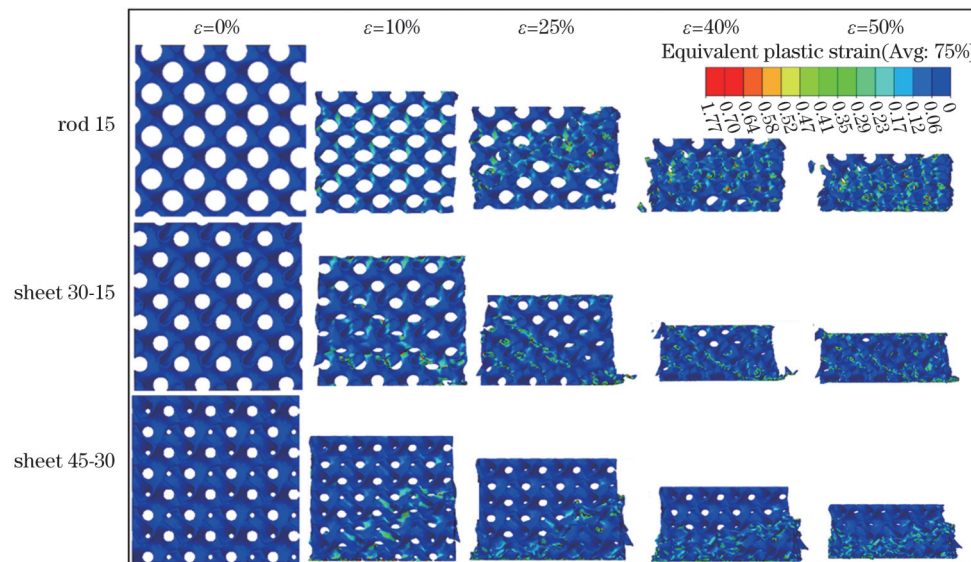 ε=0% ε=10% ε=25% ε=40% ε=50%
Equivalent plastic strain(Avg: 75%)
1.77 0.70 0.64 0.58 0.52 0.47 0.41 0.35 0.29 0.23 0.17 0.12 0.06 0
rod 15
sheet 30-15
sheet 45-30